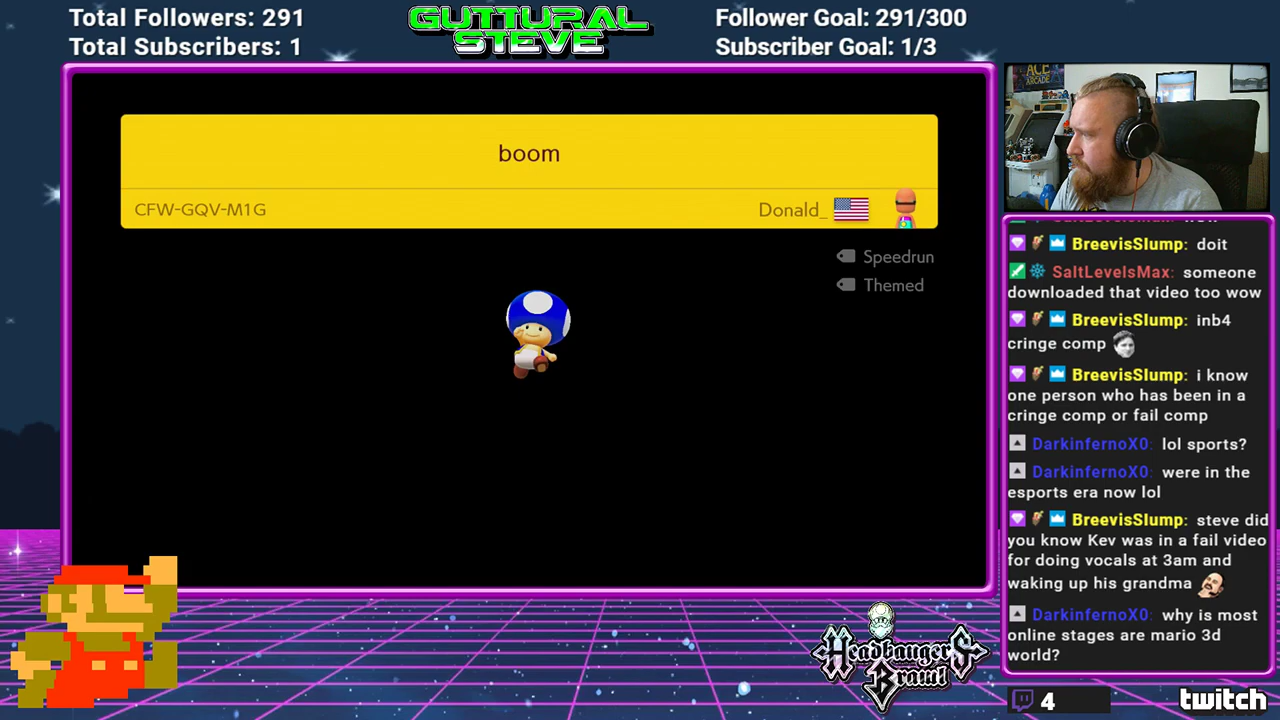 Total Followers: 291
Total Subscribers: 1
GUTTURAL
STEVE
Follower Goal: 291/300
Subscriber Goal: 1/3
boom
CFW-GQV-M1G
Donald_
Speedrun
Themed
ACE
ARCADE
BreevisSlump: doit
SaltLevelsMax: someone
downloaded that video too wow
BreevisSlump: inb4
cringe comp
BreevisSlump: i know
one person who has been in a
cringe comp or fail comp
DarkinfernoX0: lol sports?
DarkinfernoX0: were in the
esports era now lol
BreevisSlump: steve did
you know Kev was in a fail video
for doing vocals at 3am and
waking up his grandma
DarkinfernoX0: why is most
online stages are mario 3d
world?
Headbangers
Brawl
4
twitch